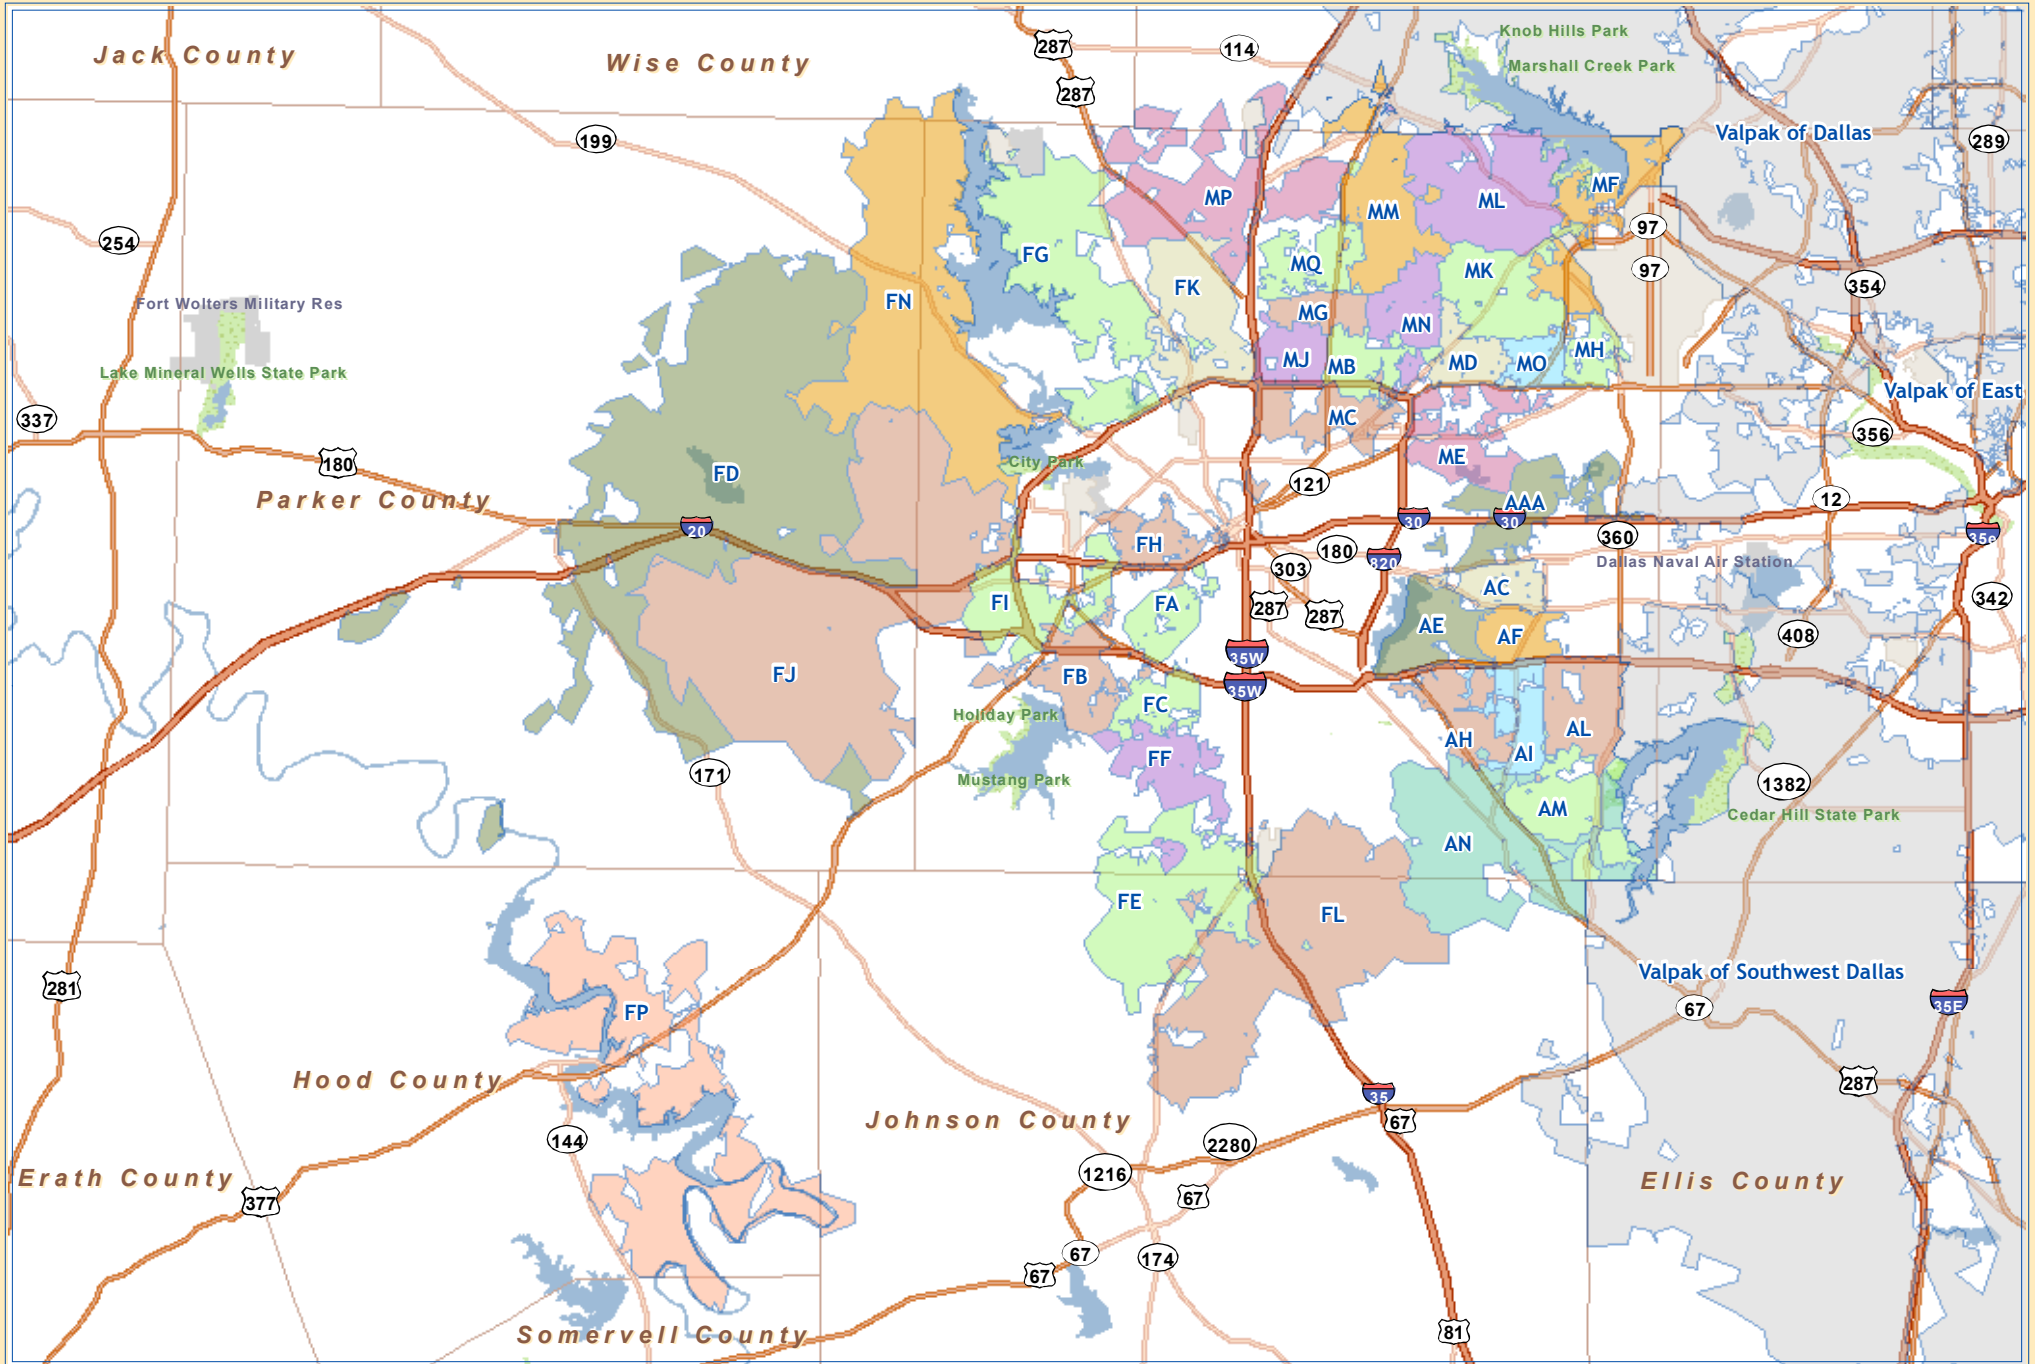 Knob Hills Park
287
114
Jack County
Wise County
Marshall Creek Park
287
Valpak of Dallas
199
289
MF
MP
ML
MM
97
254
FG
MQ
MK
97
354
FK
FN
Fort Wolters Military Res
MG
MN
MH
MJ
MB
MD
MO
Lake Mineral Wells State Park
Valpak of East
337
MC
356
180
City Park
ME
FD
121
Parker County
12
AAA
20
30
30
360
35e
FH
180
820
Dallas Naval Air Station
303
AC
342
FI
FA
287
287
AE
AF
408
35W
FJ
FB
35W
FC
Holiday Park
AL
AH
AI
FF
171
Mustang Park
1382
AM
Cedar Hill State Park
AN
FE
FL
Valpak of Southwest Dallas
281
35E
67
FP
Hood County
287
35
Johnson County
67
144
2280
1216
Erath County
Ellis County
377
67
67
174
67
Somervell County
81